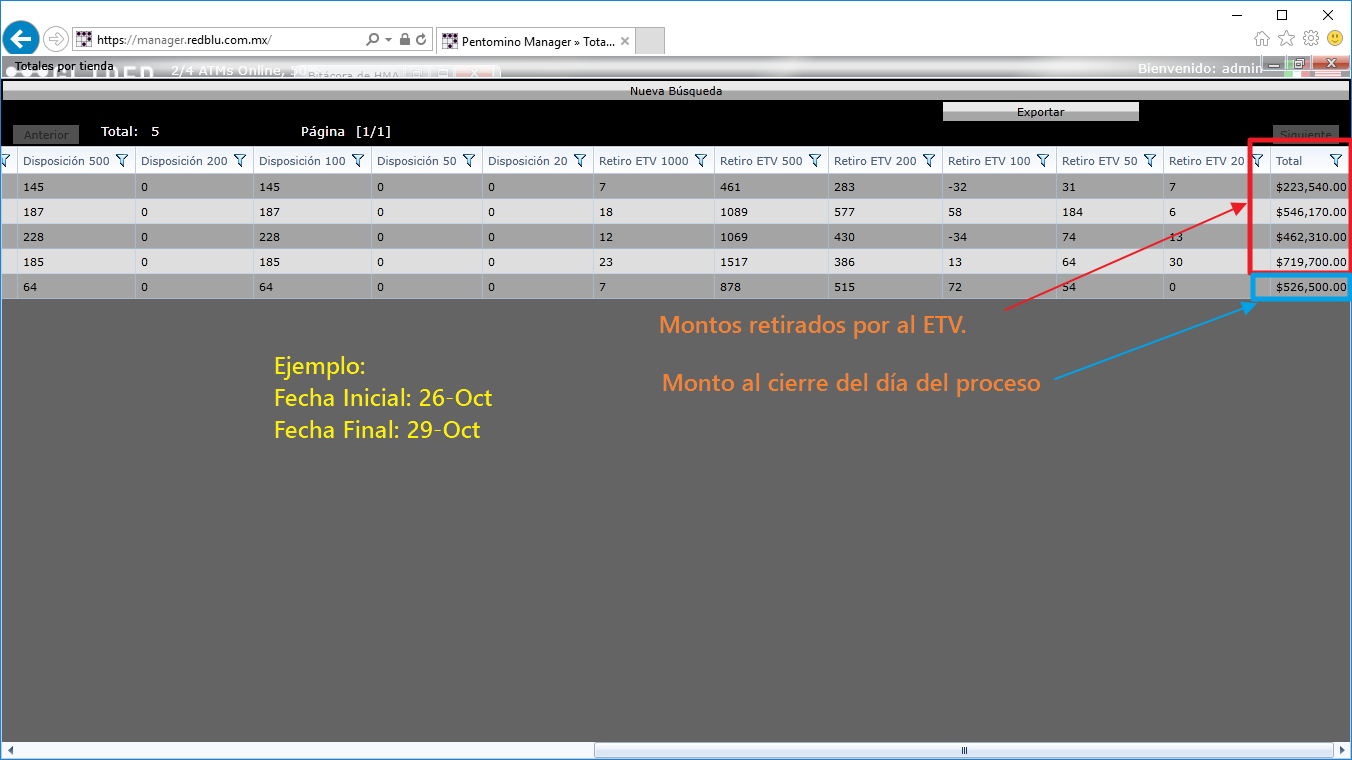 https://manager.redblu.com.mx/
Pentomino Manager » Tota...
Totales por tienda
2/4 ATMs Online,
Bitácora de HMA
Bienvenido: admin
Nueva Búsqueda
Exportar
Anterior Total: 5 Página [1/1] Siguiente
Disposición 500 Disposición 200 Disposición 100 Disposición 50 Disposición 20 Retiro ETV 1000 Retiro ETV 500 Retiro ETV 200 Retiro ETV 100 Retiro ETV 50 Retiro ETV 20 Total
145 0 145 0 0 7 461 283 -32 31 7 $223,540.00
187 0 187 0 0 18 1089 577 58 184 6 $546,170.00
228 0 228 0 0 12 1069 430 -34 74 13 $462,310.00
185 0 185 0 0 23 1517 386 13 64 30 $719,700.00
64 0 64 0 0 7 878 515 72 54 0 $526,500.00
Montos retirados por al ETV.
Ejemplo:
Monto al cierre del día del proceso
Fecha Inicial: 26-Oct
Fecha Final: 29-Oct